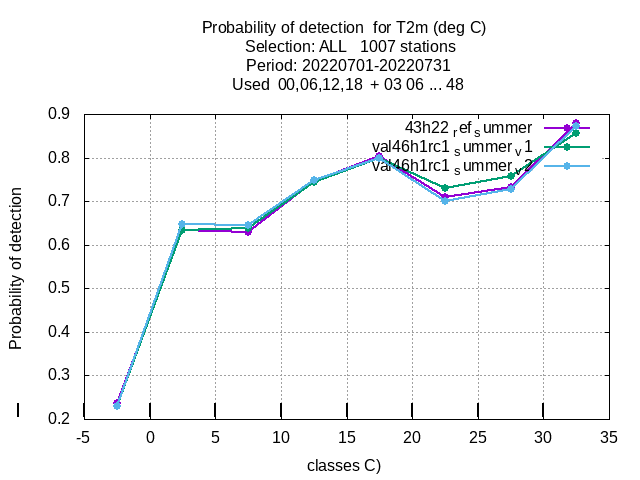 Probability of detection for T2m (deg C)
Selection: ALL 1007 stations
Period: 20220701-20220731
Used 00,06,12,18 + 03 06 ... 48
0.9
0.8
0.7
0.6
0.5
0.4
0.3
0.2
Probability of detection
43h22 ref summer
val46h1rc1 summer v1
val46h1rc1 summer v2
-5 0 5 10 15 20 25 30 35
classes C)